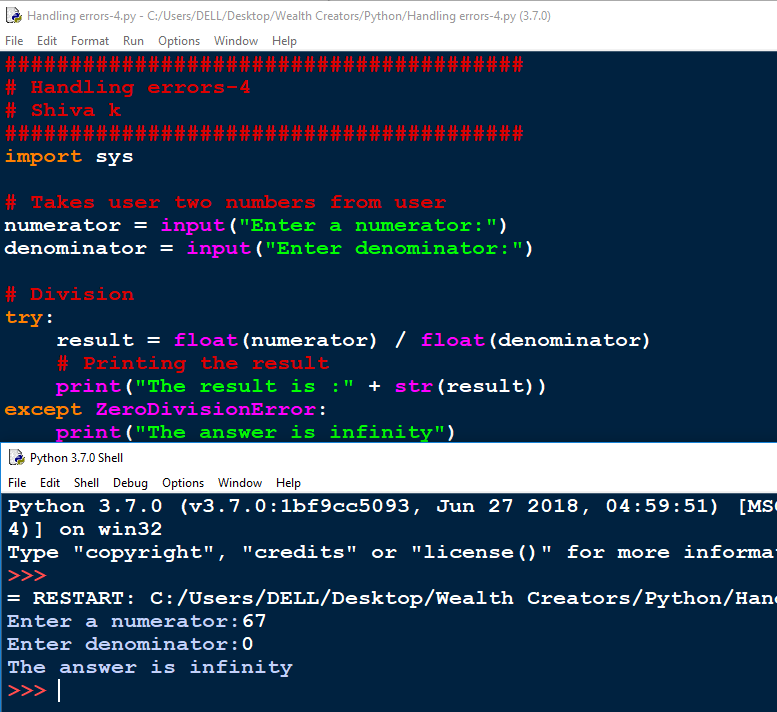 Handling errors-4.py - C:/Users/DELL/Desktop/Wealth Creators/Python/Handling errors-4.py (3.7.0)
File Edit Format Run Options Window Help
########################################
# Handling errors-4
# Shiva k
########################################
import sys
# Takes user two numbers from user
numerator = input("Enter a numerator:")
denominator = input("Enter denominator:")
# Division
try:
    result = float(numerator) / float(denominator)
    # Printing the result
    print("The result is :" + str(result))
except ZeroDivisionError:
    print("The answer is infinity")
Python 3.7.0 Shell
File Edit Shell Debug Options Window Help
Python 3.7.0 (v3.7.0:1bf9cc5093, Jun 27 2018, 04:59:51) [MSC
4)] on win32
Type "copyright", "credits" or "license()" for more informa
>>>
= RESTART: C:/Users/DELL/Desktop/Wealth Creators/Python/Han
Enter a numerator:67
Enter denominator:0
The answer is infinity
>>>